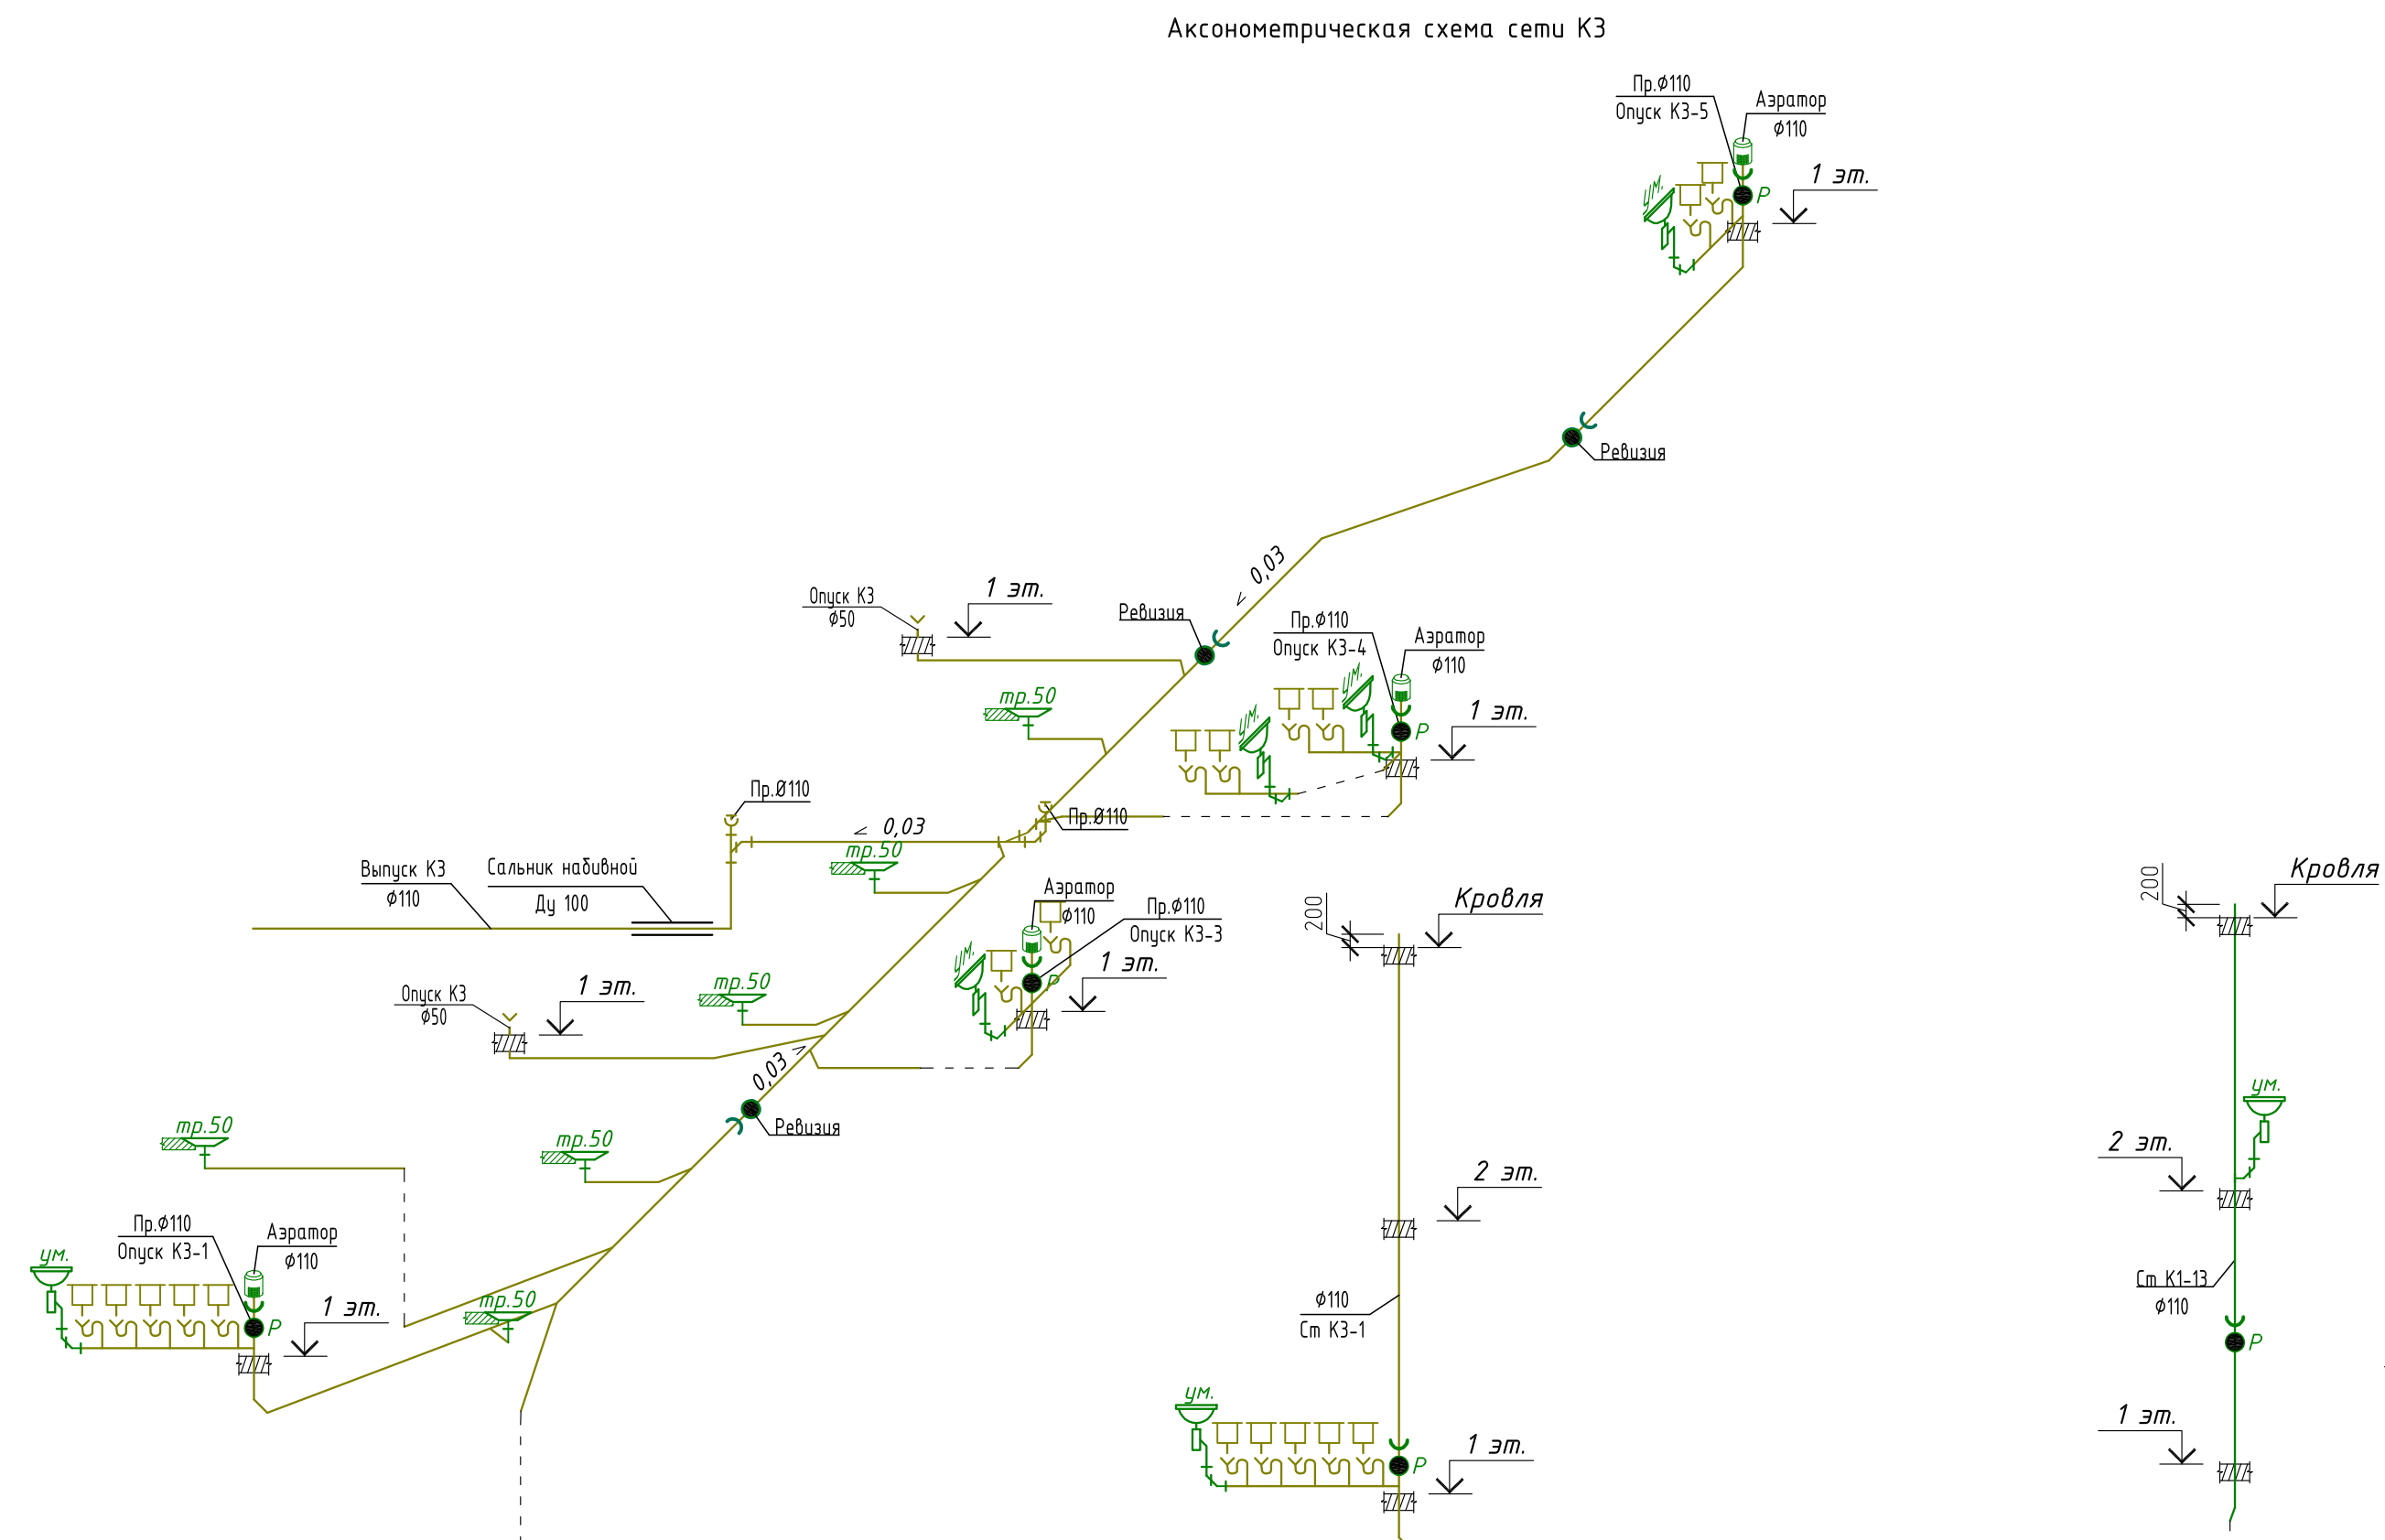 Аксонометрическая схема сети К3
Пр.Ф110
Опуск К3-5
Аэратор
ф110
1 эт.
ум.
Р
Ревизия
0,03
Опуск К3
ф50
1 эт.
Ревизия
Пр.Ф110
Опуск К3-4
Аэратор
ф110
ум.
ум.
Р
1 эт.
тр.50
Пр.Ø110
Пр.Ø110
0,03
тр.50
Выпуск К3
ф110
Сальник набивной
Ду 100
Аэратор
ф110
Пр.Ф110
Опуск К3-3
ум.
Р
1 эт.
200
Кровля
200
Кровля
тр.50
Опуск К3
ф50
1 эт.
0,03
Ревизия
тр.50
тр.50
ум.
2 эт.
2 эт.
Пр.Ф110
Опуск К3-1
Аэратор
ф110
ум.
1 эт.
Р
тр.50
Ф110
Ст К3-1
Ст К1-13
ф110
Р
ум.
1 эт.
Р
1 эт.